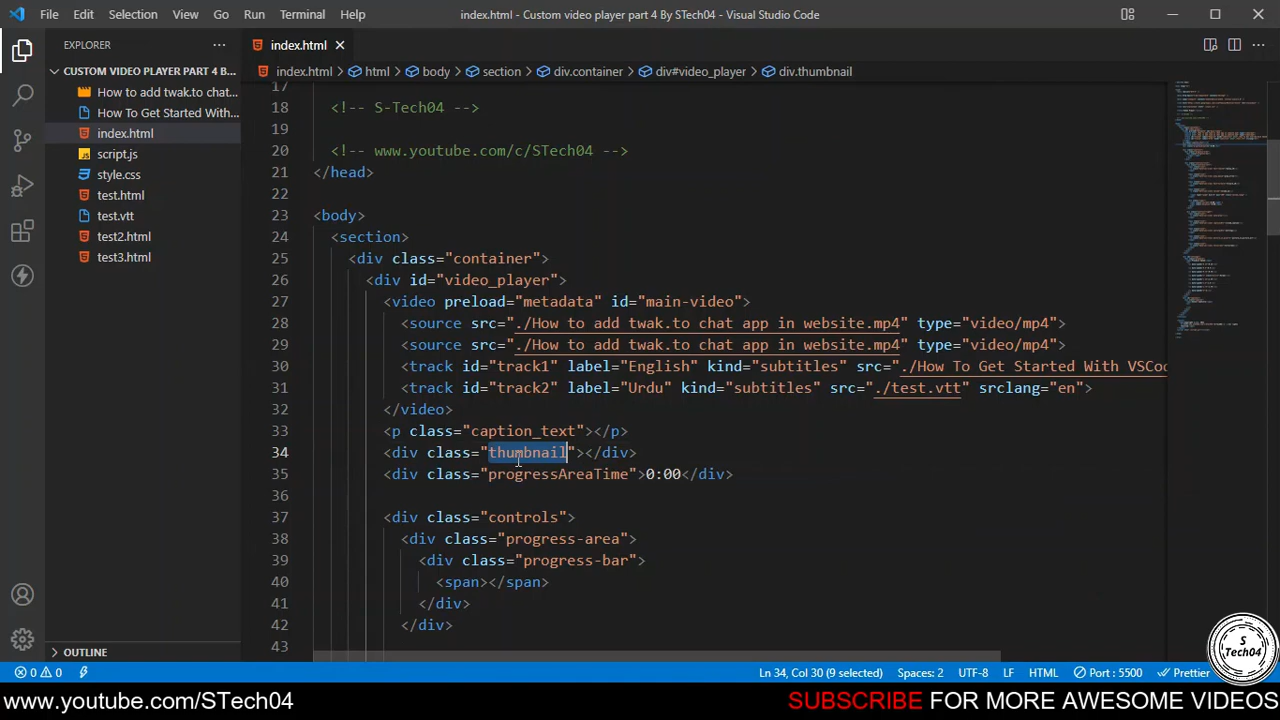 File Edit Selection View Go Run Terminal Help
index.html - Custom video player part 4 By STech04 - Visual Studio Code
EXPLORER
CUSTOM VIDEO PLAYER PART 4 B...
How to add twak.to chat...
How To Get Started With...
index.html
script.js
style.css
test.html
test.vtt
test2.html
test3.html
OUTLINE
index.html
index.html > html > body > section > div.container > div#video_player > div.thumbnail
17
18 <!-- S-Tech04 -->
19
20 <!-- www.youtube.com/c/STech04 -->
21 </head>
22
23 <body>
24 <section>
25 <div class="container">
26 <div id="video_player">
27 <video preload="metadata" id="main-video">
28 <source src="./How to add twak.to chat app in website.mp4" type="video/mp4">
29 <source src="./How to add twak.to chat app in website.mp4" type="video/mp4">
30 <track id="track1" label="English" kind="subtitles" src="./How To Get Started With VSCo
31 <track id="track2" label="Urdu" kind="subtitles" src="./test.vtt" srclang="en">
32 </video>
33 <p class="caption_text"></p>
34 <div class="thumbnail"></div>
35 <div class="progressAreaTime">0:00</div>
36
37 <div class="controls">
38 <div class="progress-area">
39 <div class="progress-bar">
40 <span></span>
41 </div>
42 </div>
43
S
Tech04
0 0 Ln 34, Col 30 (9 selected) Spaces: 2 UTF-8 LF HTML Port : 5500 Prettier
www.youtube.com/STech04 SUBSCRIBE FOR MORE AWESOME VIDEOS